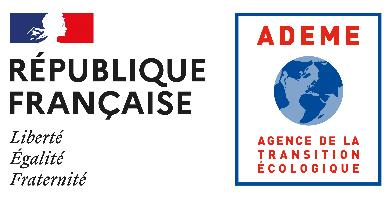 RÉPUBLIQUE
FRANÇAISE
Liberté
Égalité
Fraternité
ADEME
AGENCE DE LA
TRANSITION
ÉCOLOGIQUE